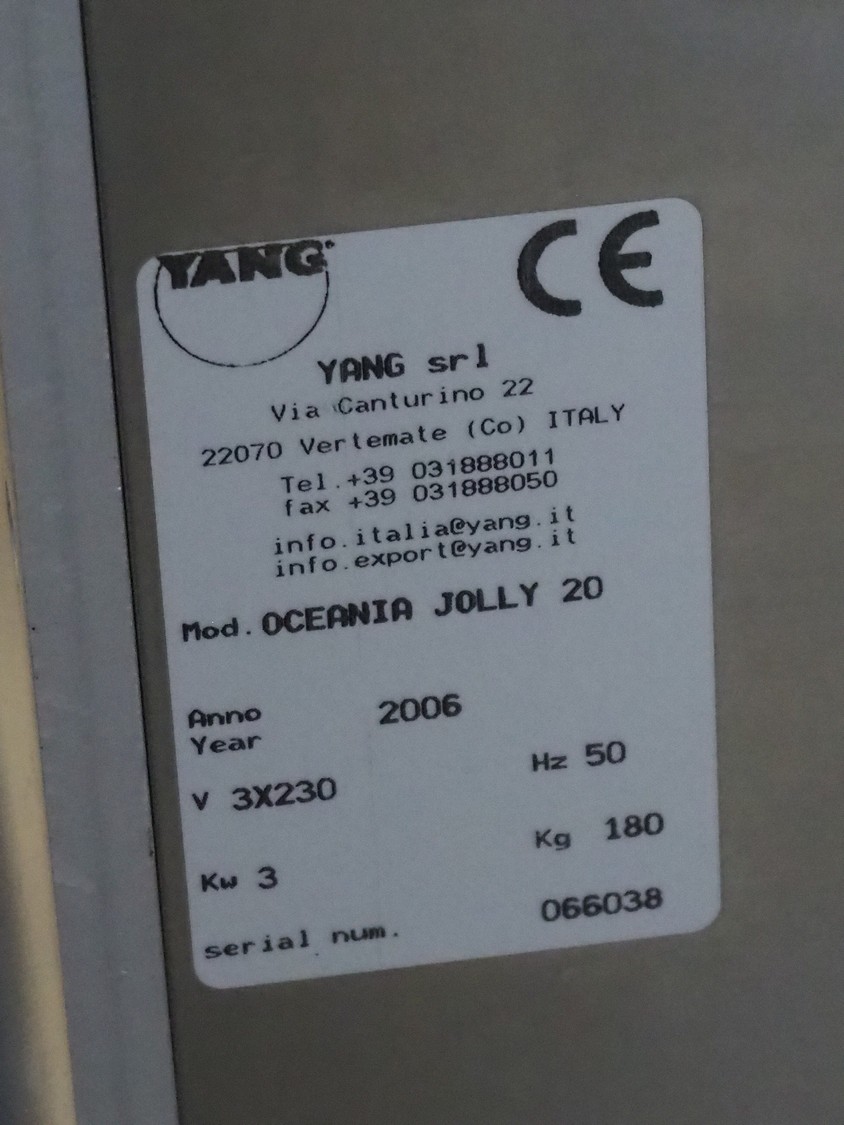 YANG®
CE
YANG srl
Via Canturino 22
22070 Vertemate (Co) ITALY
Tel.+39 031888011
fax +39 031888050
info.italia@yang.it
info.export@yang.it
Mod. OCEANIA JOLLY 20
Anno 2006
Year
V 3X230 Hz 50
Kw 3 Kg 180
serial num. 066038